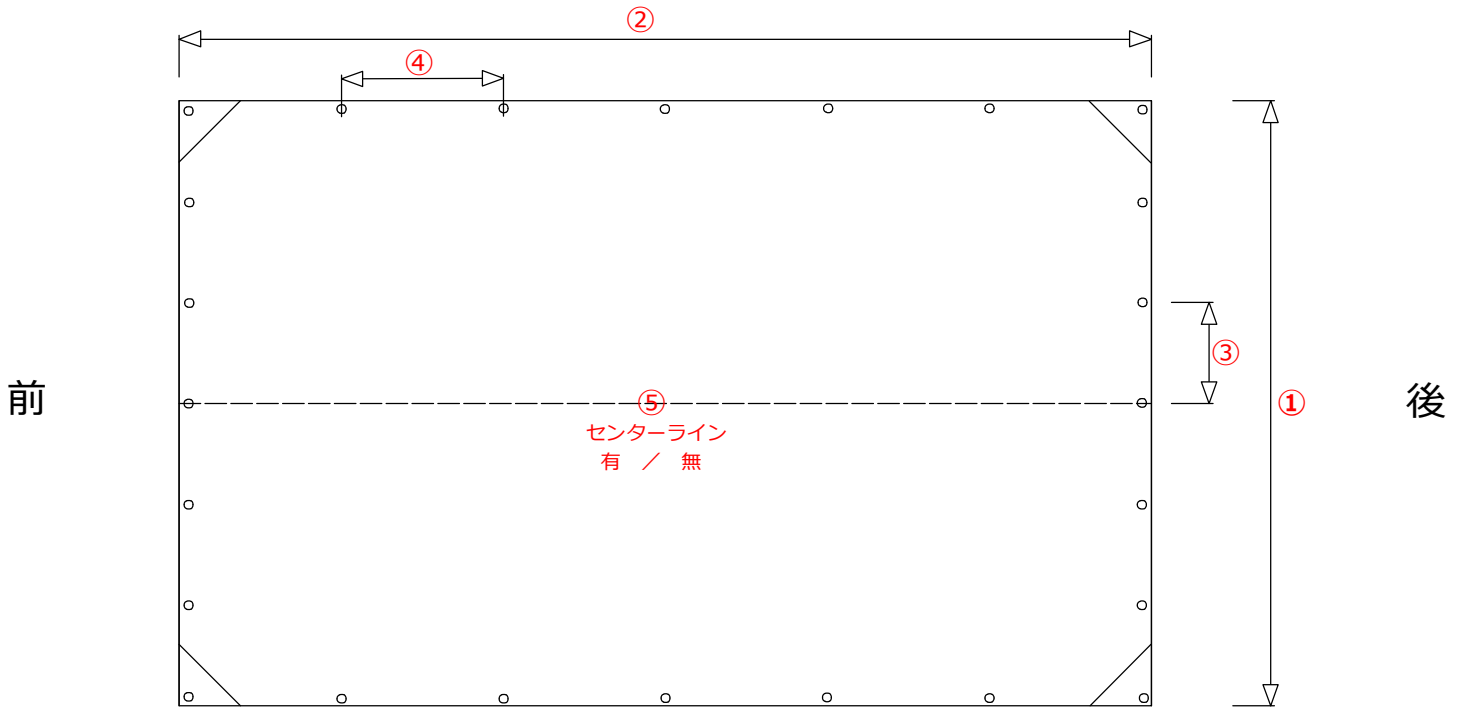 ②
④
③
前
⑤
①
後
センターライン
有 ／ 無